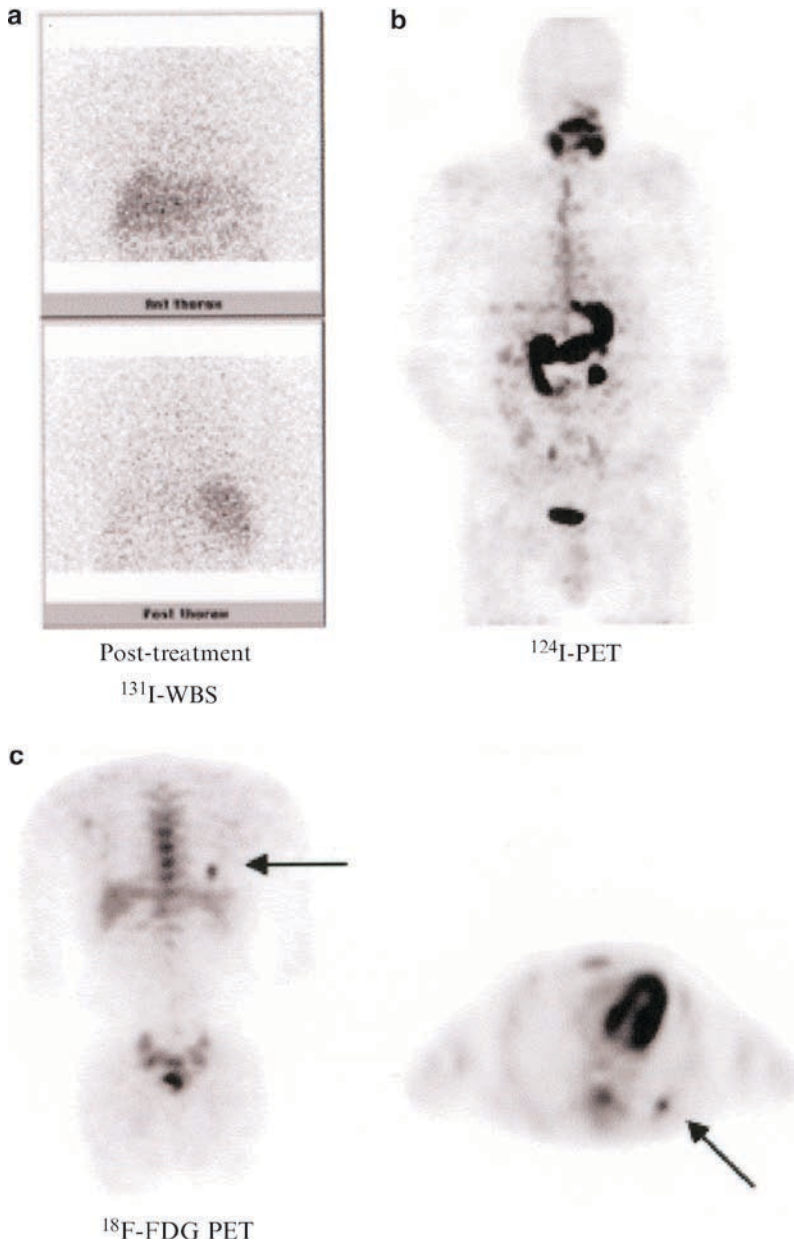 a
b
Ant thorax
Post thorax
Post-treatment
¹³¹I-WBS
¹²⁴I-PET
c
¹⁸F-FDG PET